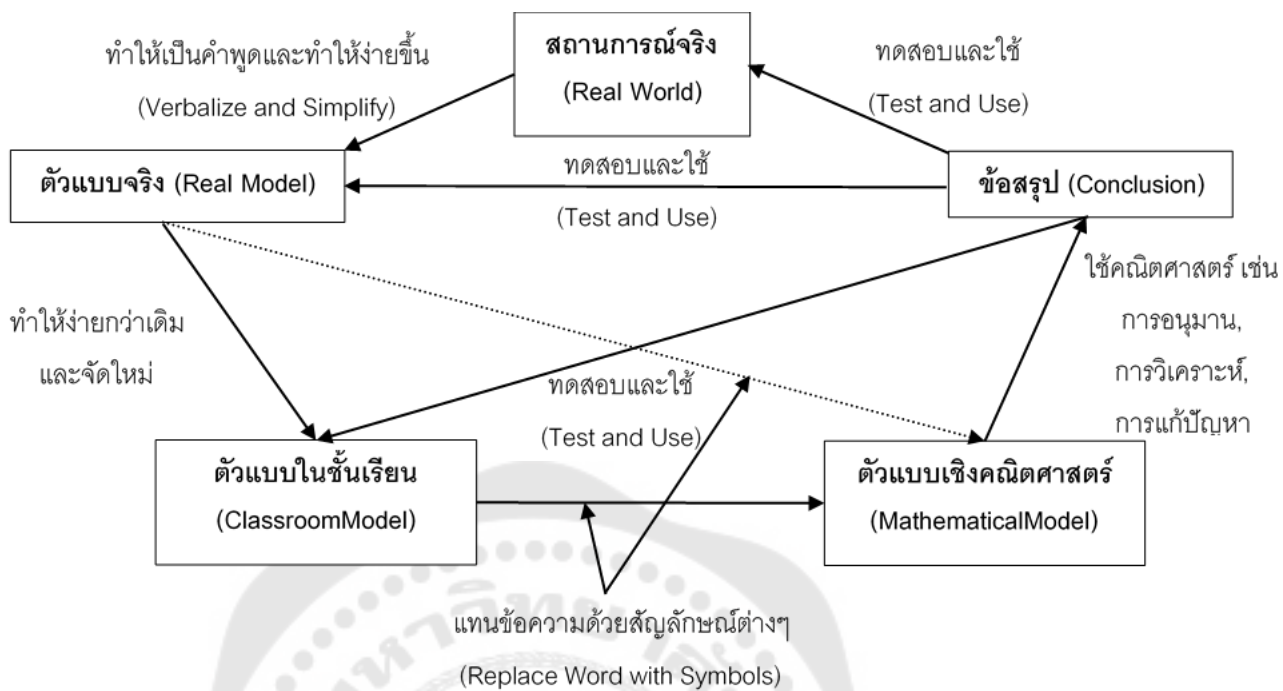 สถานการณ์จริง
(Real World)
ทำให้เป็นคำพูดและทำให้ง่ายขึ้น
(Verbalize and Simplify)
ทดสอบและใช้
(Test and Use)
ตัวแบบจริง (Real Model)
ทดสอบและใช้
(Test and Use)
ข้อสรุป (Conclusion)
ทำให้ง่ายกว่าเดิม
และจัดใหม่
ใช้คณิตศาสตร์ เช่น
การอนุมาน,
การวิเคราะห์,
การแก้ปัญหา
ทดสอบและใช้
(Test and Use)
ตัวแบบในชั้นเรียน
(ClassroomModel)
ตัวแบบเชิงคณิตศาสตร์
(MathematicalModel)
แทนข้อความด้วยสัญลักษณ์ต่างๆ
(Replace Word with Symbols)